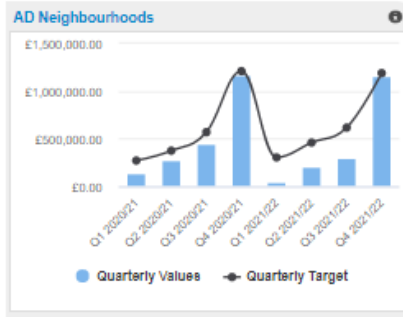 AD Neighbourhoods
£1,500,000.00
£1,000,000.00
£500,000.00
£0.00
Q1 2020/21
Q2 2020/21
Q3 2020/21
Q4 2020/21
Q1 2021/22
Q2 2021/22
Q3 2021/22
Q4 2021/22
Quarterly Values
Quarterly Target